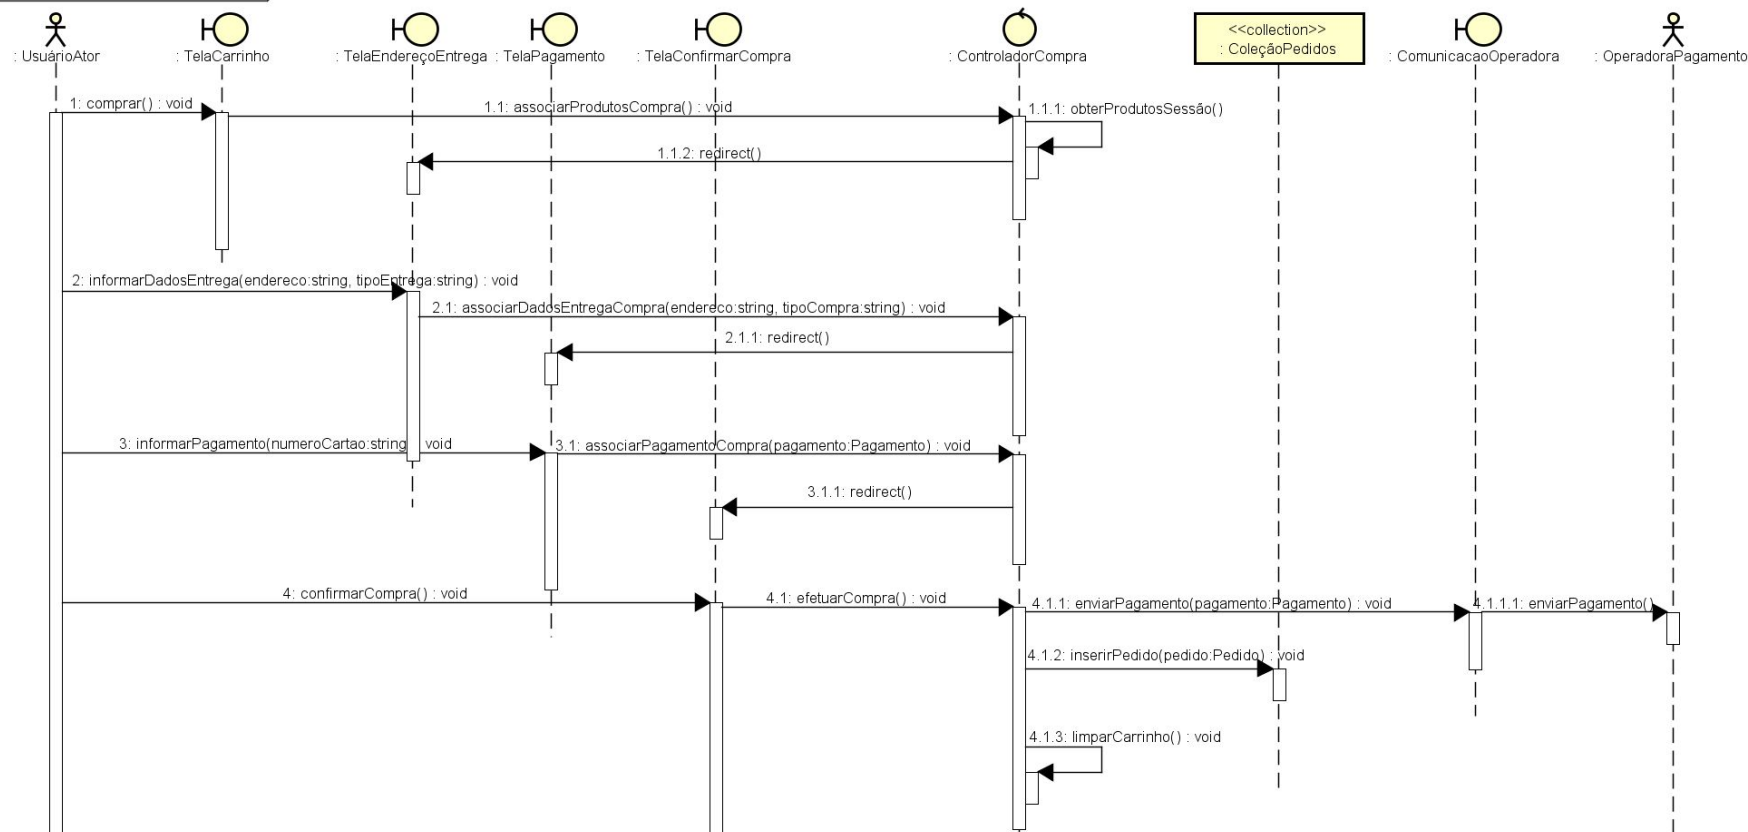 <<collection>>
: UsuárioAtor
: TelaCarrinho
: TelaEndereçoEntrega
: TelaPagamento
: TelaConfirmarCompra
: ControladorCompra
: ColeçãoPedidos
: ComunicacaoOperadora
: OperadoraPagamento
1: comprar() : void
1.1: associarProdutosCompra() : void
1.1.1: obterProdutosSessão()
1.1.2: redirect()
2: informarDadosEntrega(endereco:string, tipoEntrega:string) : void
2.1: associarDadosEntregaCompra(endereco:string, tipoCompra:string) : void
2.1.1: redirect()
3: informarPagamento(numeroCartao:string) : void
3.1: associarPagamentoCompra(pagamento:Pagamento) : void
3.1.1: redirect()
4: confirmarCompra() : void
4.1: efetuarCompra() : void
4.1.1: enviarPagamento(pagamento:Pagamento) : void
4.1.1.1: enviarPagamento()
4.1.2: inserirPedido(pedido:Pedido) : void
4.1.3: limparCarrinho() : void